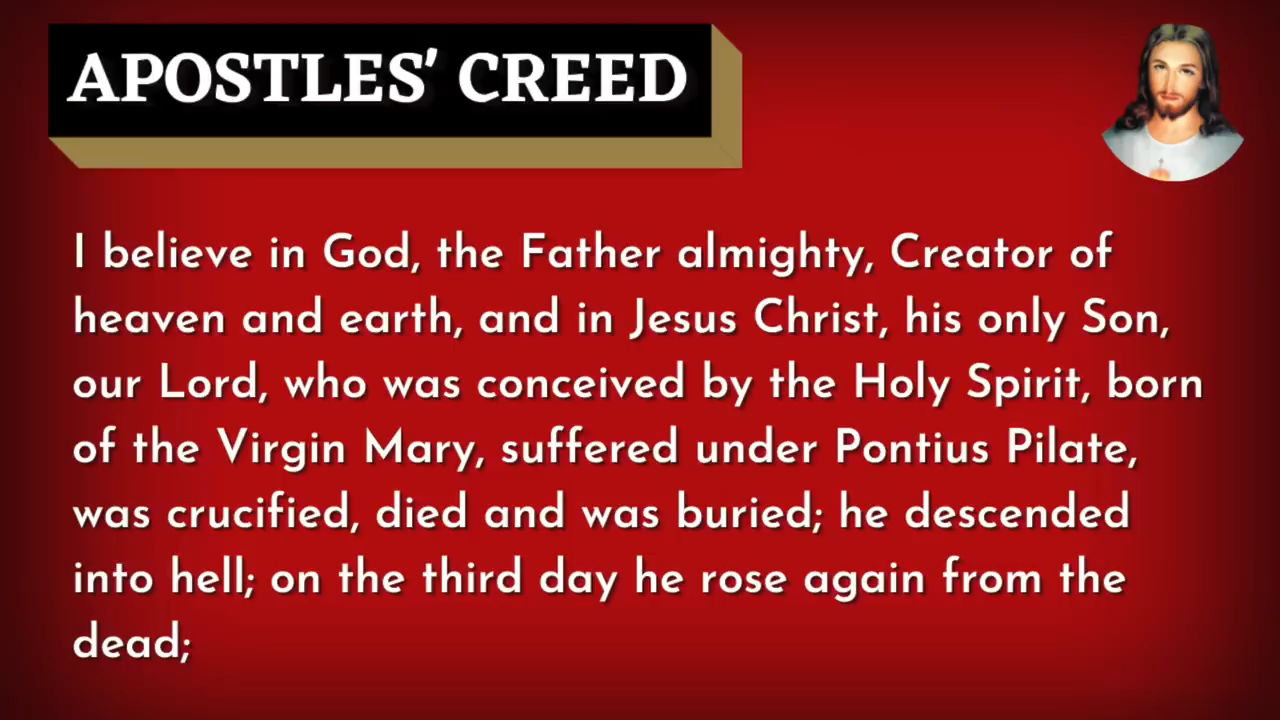 APOSTLES' CREED
I believe in God, the Father almighty, Creator of
heaven and earth, and in Jesus Christ, his only Son,
our Lord, who was conceived by the Holy Spirit, born
of the Virgin Mary, suffered under Pontius Pilate,
was crucified, died and was buried; he descended
into hell; on the third day he rose again from the
dead;